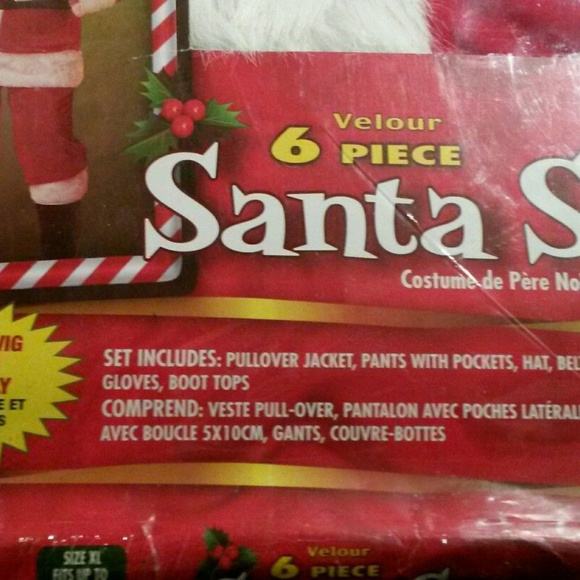 Velour
6 PIECE
Santa S
Costume de Père No
SET INCLUDES: PULLOVER JACKET, PANTS WITH POCKETS, HAT,
GLOVES, BOOT TOPS
COMPREND: VESTE PULL-OVER, PANTALON AVEC POCHES
AVEC BOUCLE 5X10CM, GANTS, COUVRE-BOTTES
ET
SIZE XL
FITS UP TO
Velour
6 PIECE